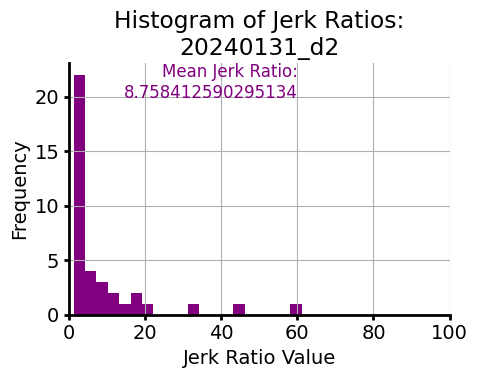 Histogram of Jerk Ratios:
20240131_d2
Mean Jerk Ratio:
8.758412590295134
Frequency
20
15
10
5
0
0 20 40 60 80 100
Jerk Ratio Value